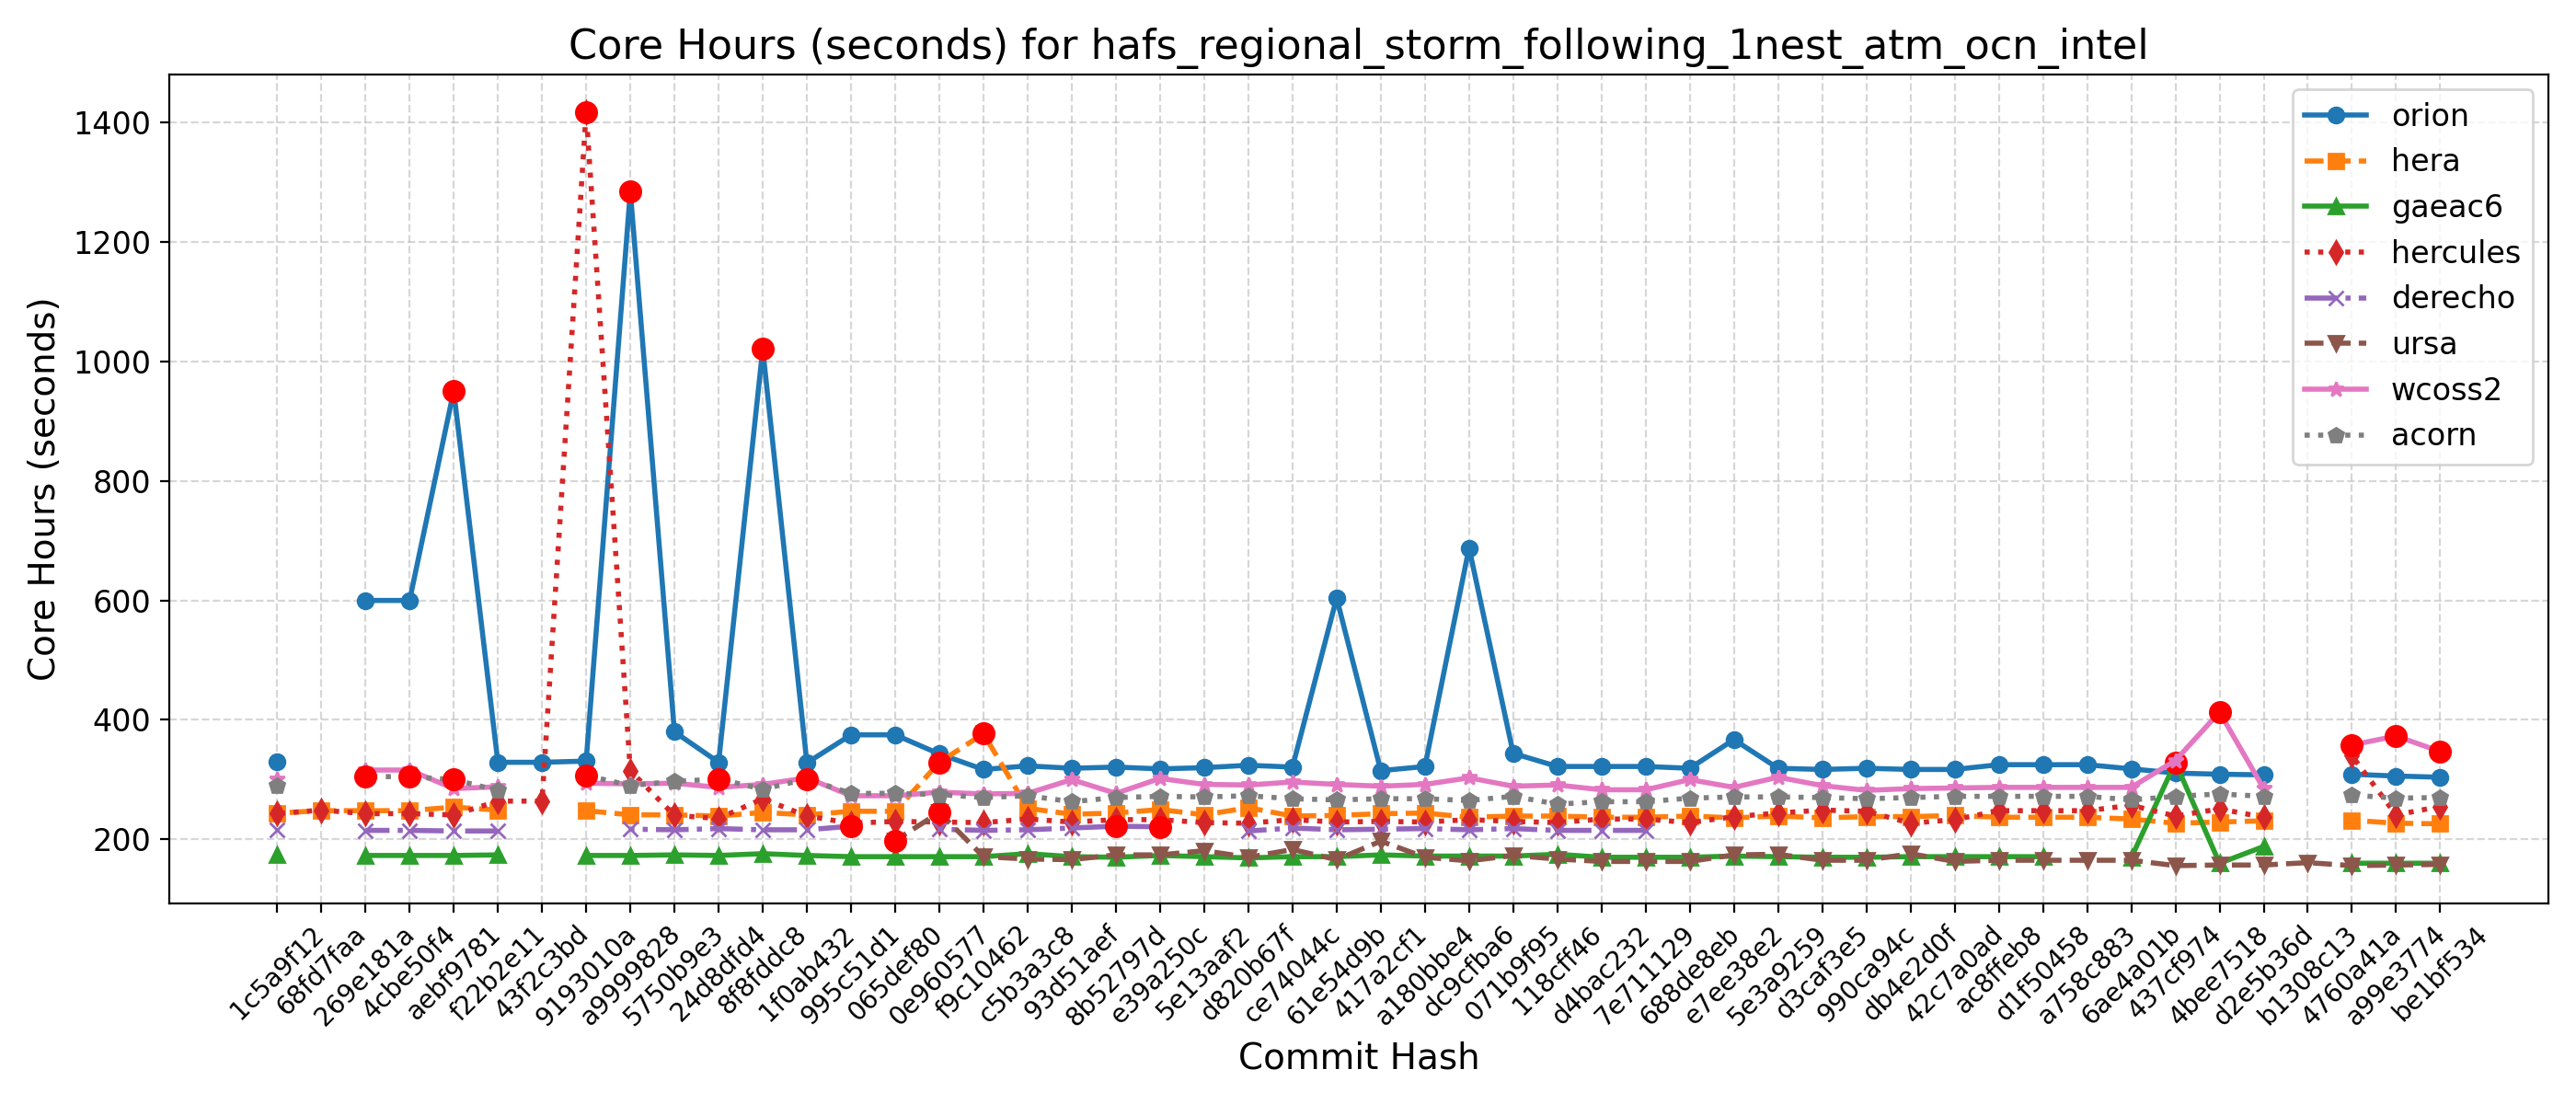 Core Hours (seconds) for hafs_regional_storm_following_1nest_atm_ocn_intel
Core Hours (seconds)
1400
1200
1000
800
600
400
200
orion
hera
gaeac6
hercules
derecho
ursa
wcoss2
acorn
1c5a9f12
68fd7faa
269e181a
4cbe50f4
aebf9781
f22b2e11
43f2c3bd
9193010a
a9999828
5750b9e3
24d8dfd4
8f8fddc8
1f0ab432
995c51d1
065def80
0e960577
f9c10462
c5b3a3c8
93d51aef
8b52797d
e39a250c
5e13aaf2
d820b67f
ce74044c
61e54d9b
417a2cf1
a180bbe4
dc9cfba6
071b9f95
118cff46
d4bac232
7e711129
688de8eb
e7ee38e2
5e3a9259
d3caf3e5
990ca94c
db4e2d0f
42c7a0ad
ac8ffeb8
d1f50458
a758c883
6ae4a01b
437cf974
4bee7518
d2e5b36d
b1308c13
4760a41a
a99e3774
be1bf534
Commit Hash